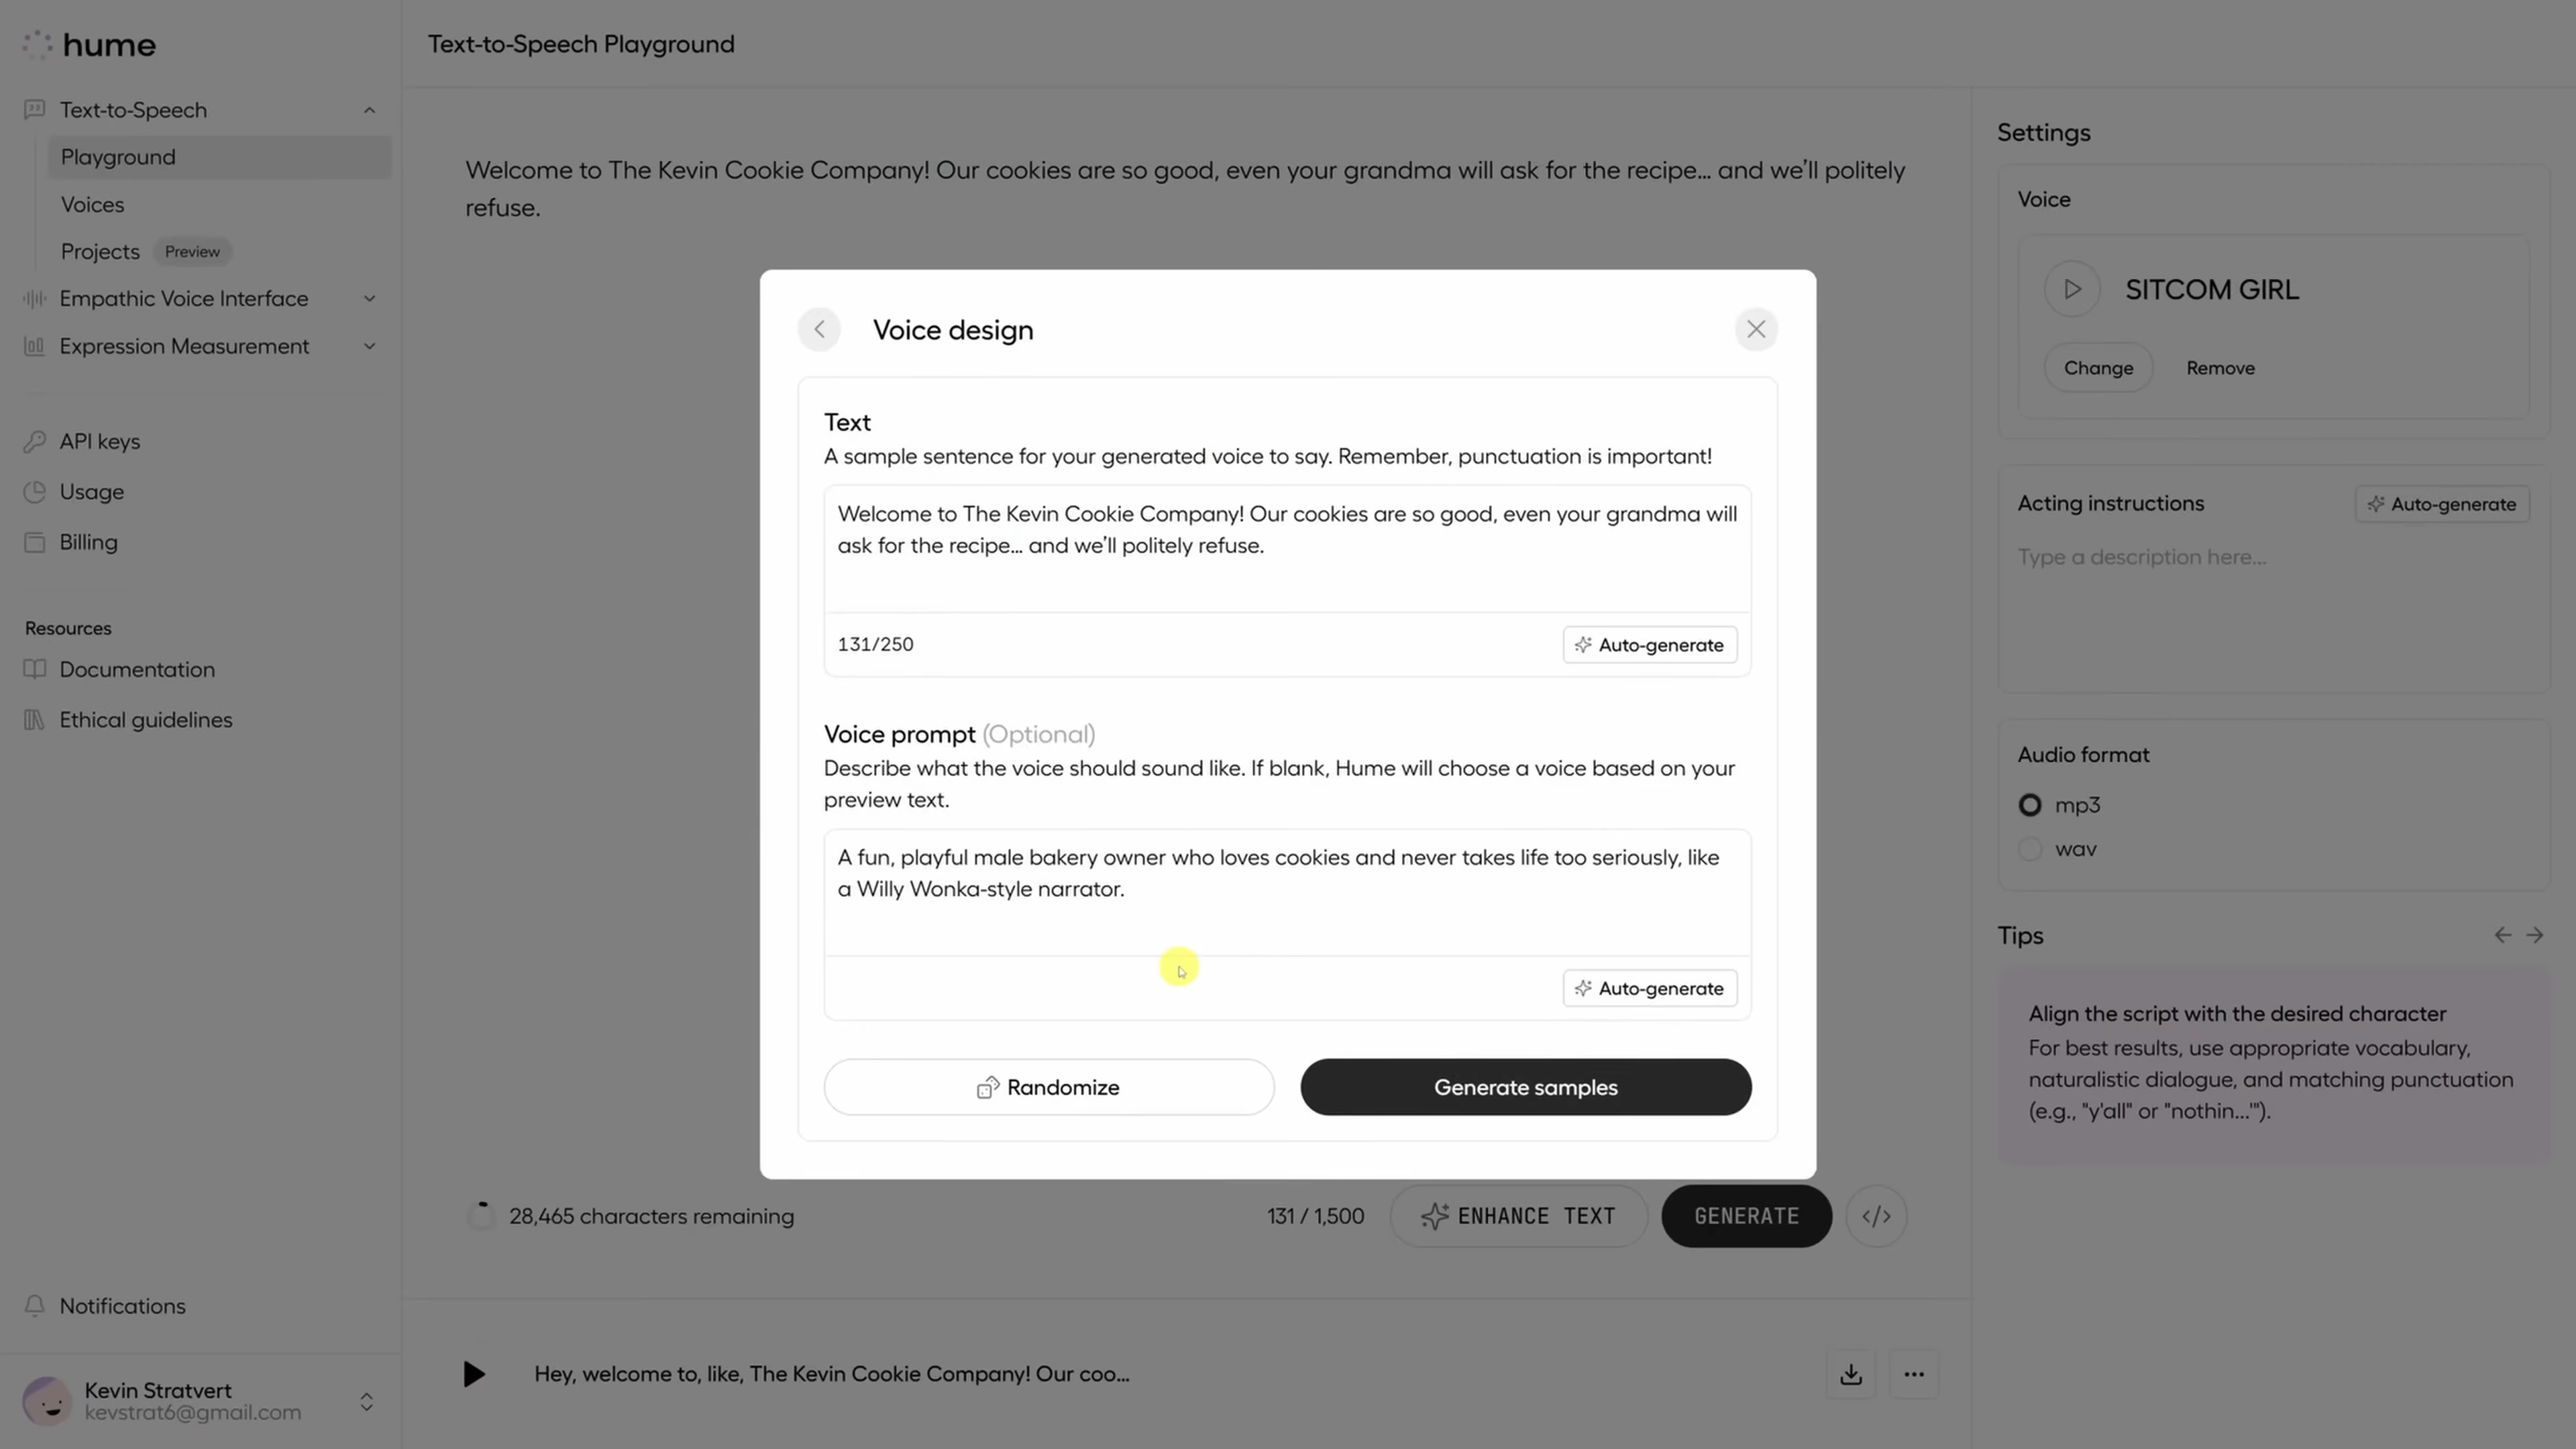 hume
Text-to-Speech
Playground
Voices
Projects Preview
Empathic Voice Interface
Expression Measurement
API keys
Usage
Billing
Resources
Documentation
Ethical guidelines
Notifications
Kevin Stratvert
kevstrat6@gmail.com
Text-to-Speech Playground
Welcome to The Kevin Cookie Company! Our cookies are so good, even your grandma will ask for the recipe... and we’ll politely
refuse.
Voice design
Text
A sample sentence for your generated voice to say. Remember, punctuation is important!
Welcome to The Kevin Cookie Company! Our cookies are so good, even your grandma will
ask for the recipe... and we’ll politely refuse.
131/250
Auto-generate
Voice prompt (Optional)
Describe what the voice should sound like. If blank, Hume will choose a voice based on your
preview text.
A fun, playful male bakery owner who loves cookies and never takes life too seriously, like
a Willy Wonka-style narrator.
Auto-generate
Randomize
Generate samples
28,465 characters remaining
131 / 1,500
ENHANCE TEXT
GENERATE
</>
Hey, welcome to, like, The Kevin Cookie Company! Our coo...
Settings
Voice
SITCOM GIRL
Change
Remove
Acting instructions
Auto-generate
Type a description here...
Audio format
mp3
wav
Tips
Align the script with the desired character
For best results, use appropriate vocabulary,
naturalistic dialogue, and matching punctuation
(e.g., "y'all" or "nothin...'").